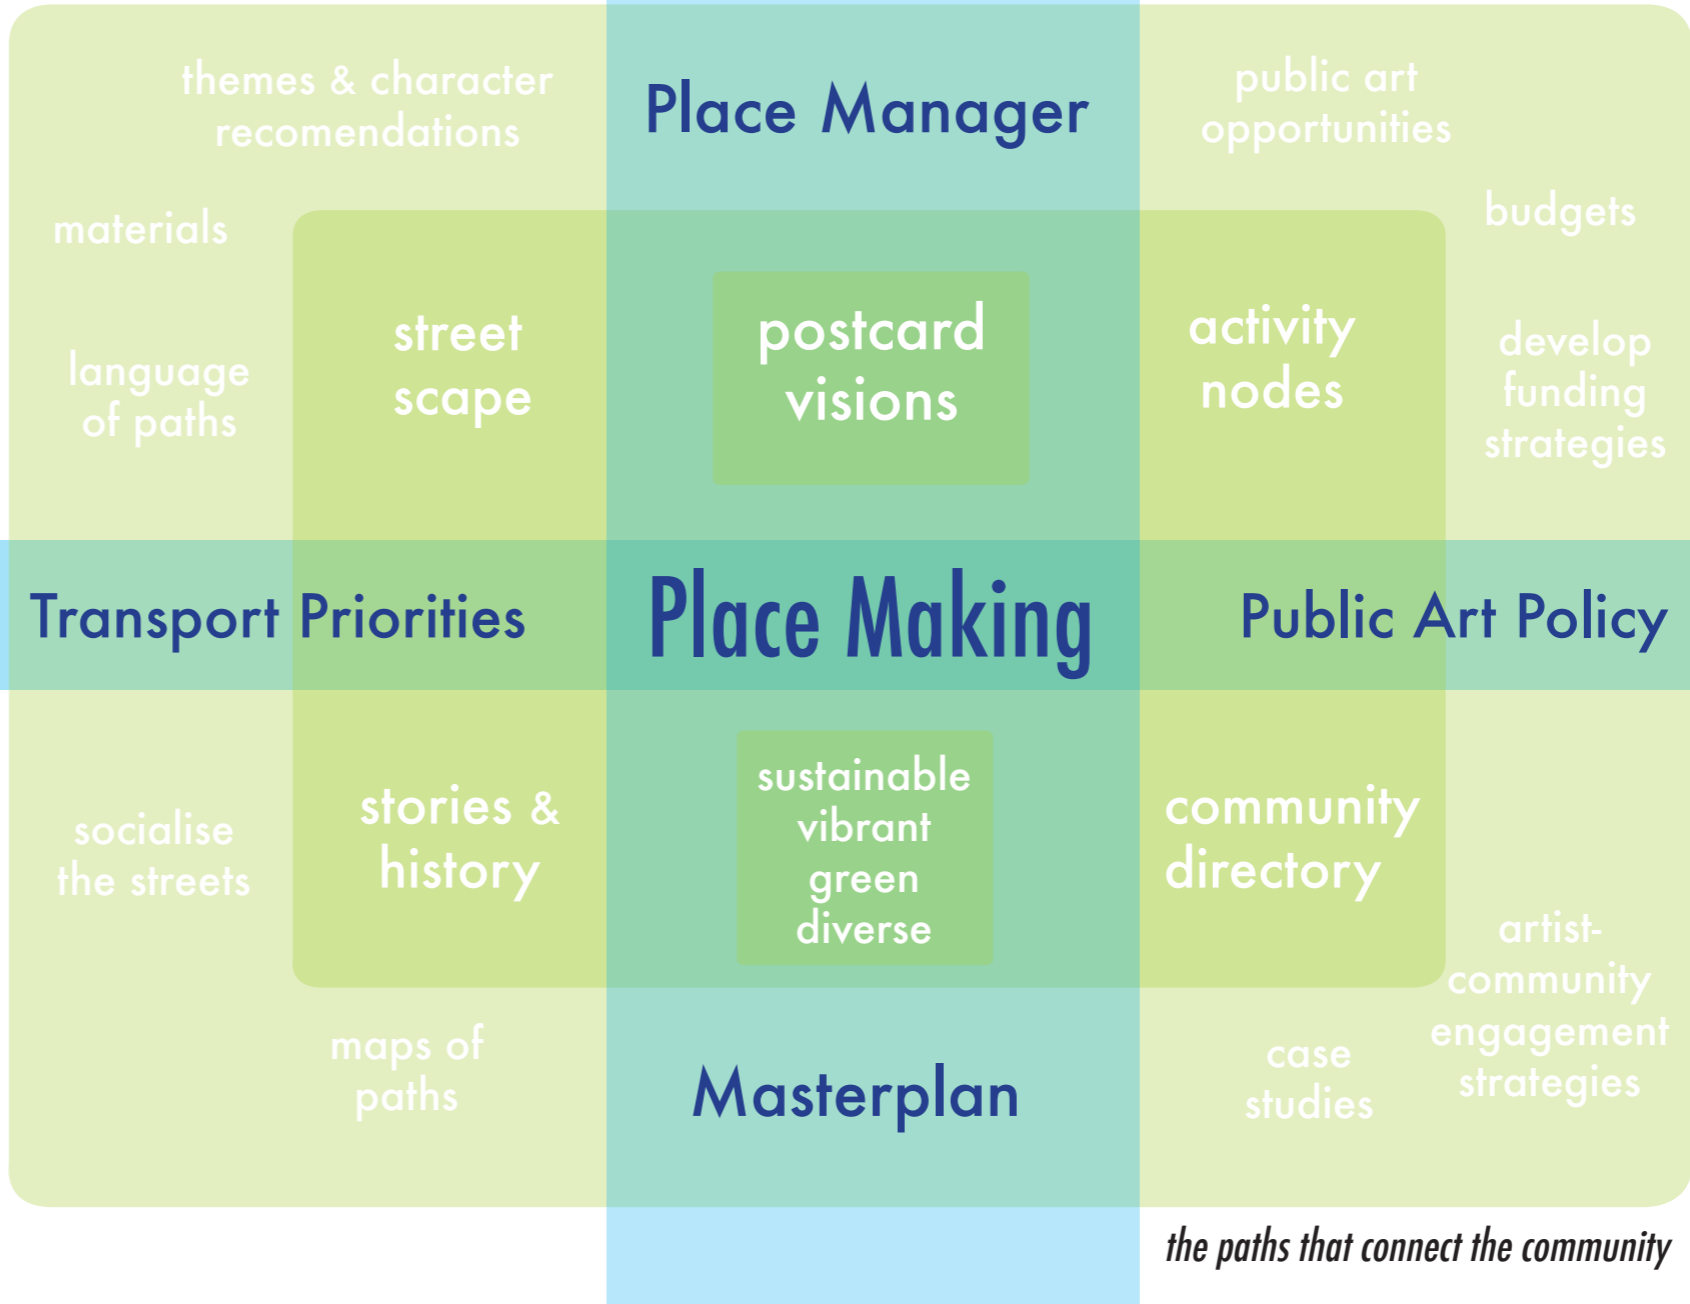 themes & character
recomendations
Place Manager
public art
opportunities
materials
budgets
street
scape
postcard
visions
activity
nodes
language
of paths
develop
funding
strategies
Transport Priorities
Place Making
Public Art Policy
socialise
the streets
stories &
history
sustainable
vibrant
green
diverse
community
directory
artist-
community
engagement
strategies
maps of
paths
Masterplan
case
studies
the paths that connect the community